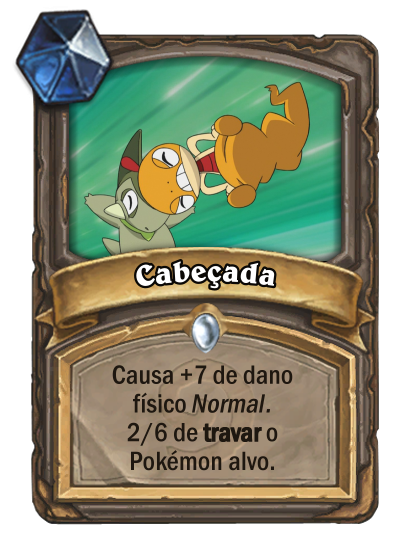 Cabeçada
Causa +7 de dano
físico Normal.
2/6 de travar o
Pokémon alvo.